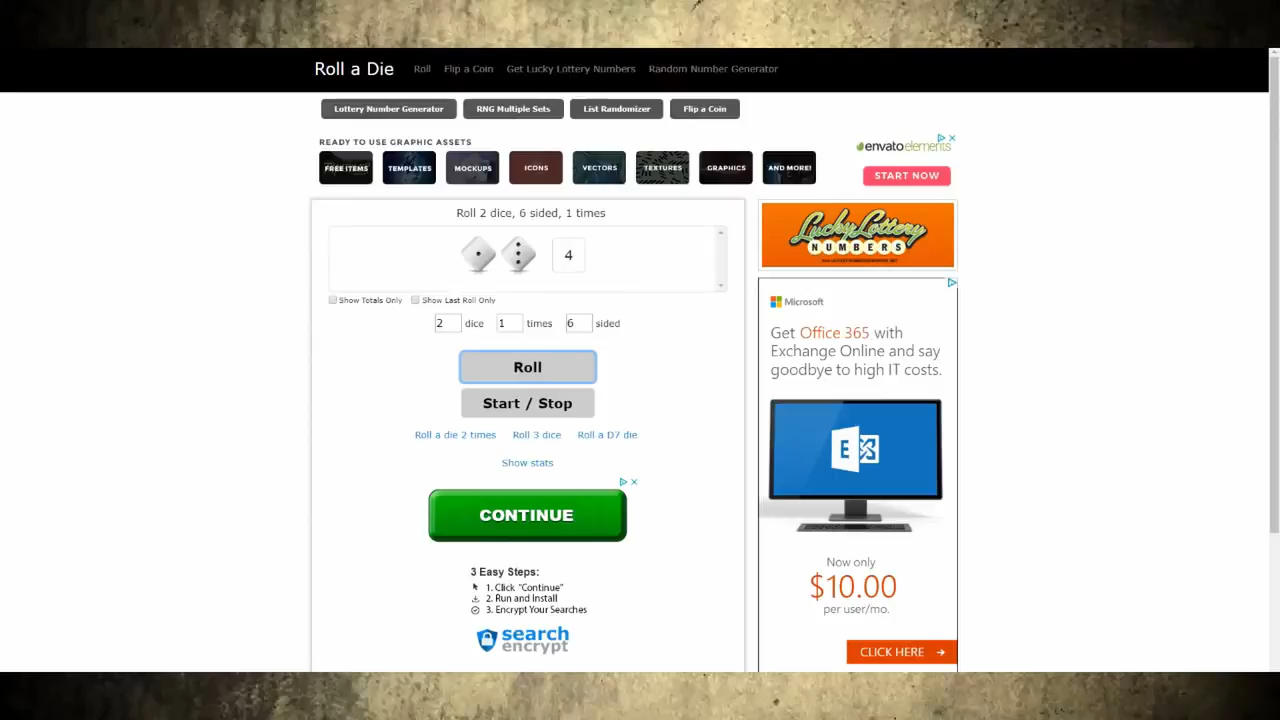 Roll a Die Roll Flip a Coin Get Lucky Lottery Numbers Random Number Generator
Lottery Number Generator RNG Multiple Sets List Randomizer Flip a Coin
READY TO USE GRAPHIC ASSETS
FREE ITEMS TEMPLATES MOCKUPS ICONS VECTORS TEXTURES GRAPHICS AND MORE!
envatoelements
START NOW
Roll 2 dice, 6 sided, 1 times
4
Show Totals Only Show Last Roll Only
2 dice 1 times 6 sided
Roll
Start / Stop
Roll a die 2 times Roll 3 dice Roll a D7 die
Show stats
CONTINUE
3 Easy Steps:
1. Click "Continue"
2. Run and Install
3. Encrypt Your Searches
search
encrypt
Lucky Lottery
NUMBERS
Microsoft
Get Office 365 with
Exchange Online and say
goodbye to high IT costs.
E
Now only
$10.00
per user/mo.
CLICK HERE →